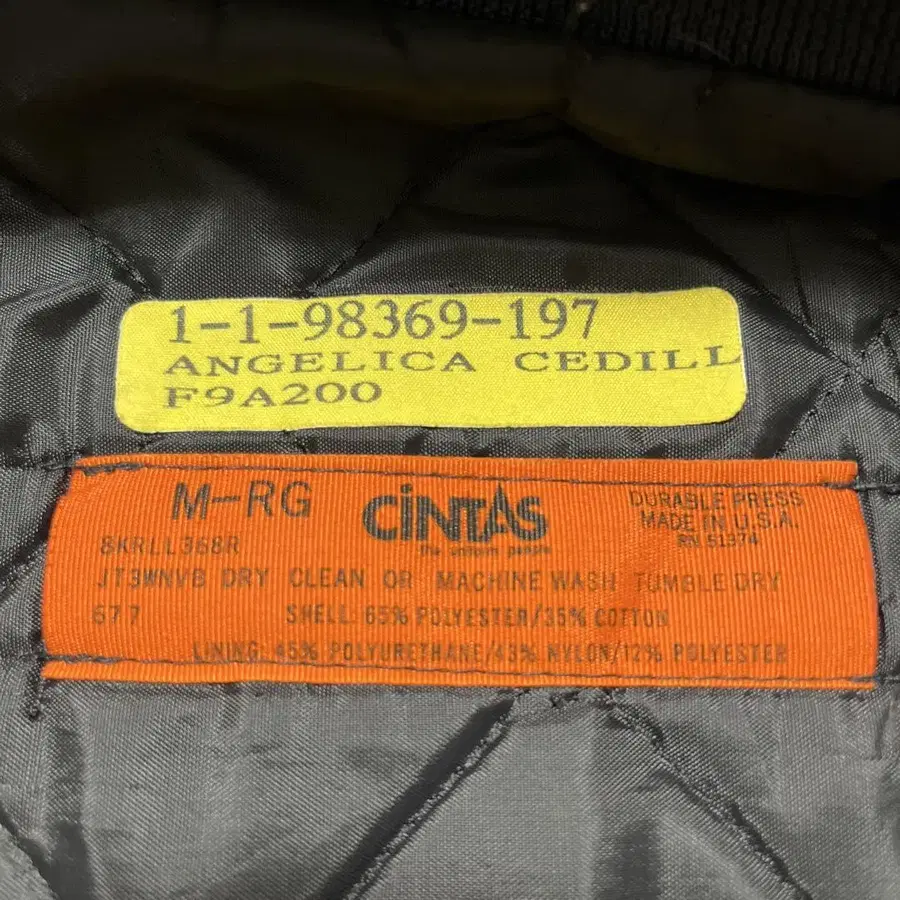 1-1-98369-197
ANGELICA CEDILL
F9A200
M-RG
CiNTAS
the uniform people
DURABLE PRESS
MADE IN U.S.A.
RN 51374
8KRLL368R
JT3WNVB DRY CLEAN OR MACHINE WASH TUMBLE DRY
677 SHELL: 65% POLYESTER/35% COTTON
LINING: 45% POLYURETHANE/43% NYLON/12% POLYESTER